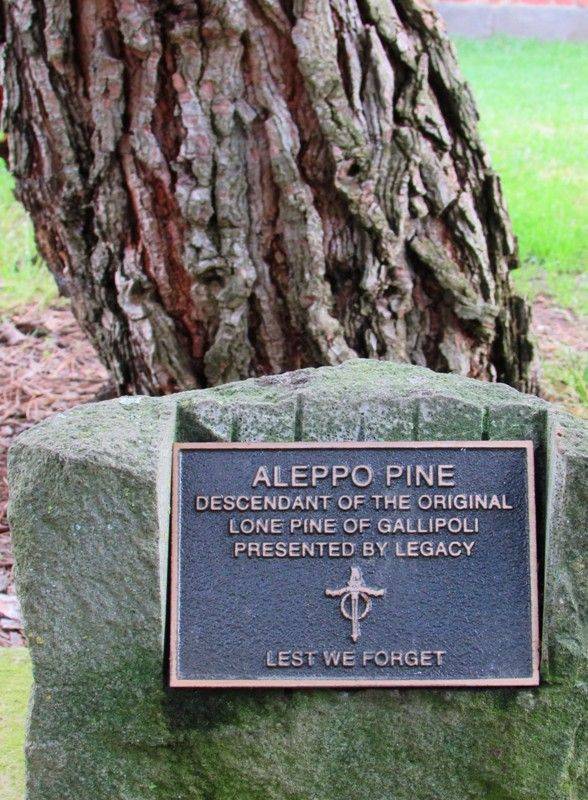 ALEPPO PINE
DESCENDANT OF THE ORIGINAL
LONE PINE OF GALLIPOLI
PRESENTED BY LEGACY
LEST WE FORGET